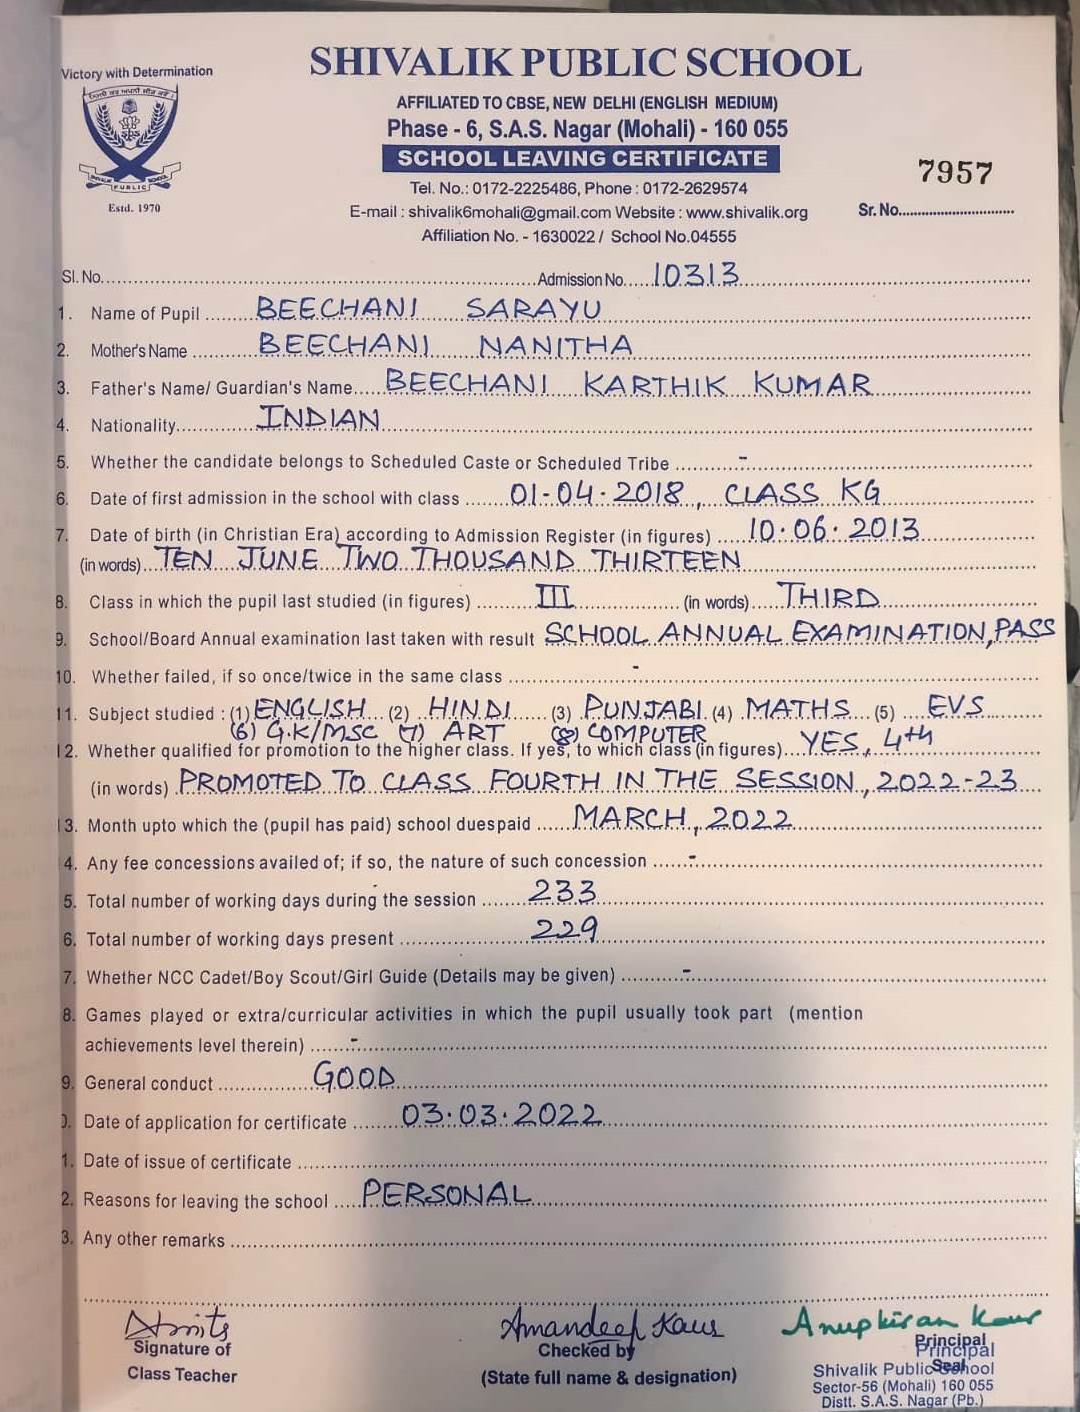 Victory with Determination
SHIVALIK PUBLIC SCHOOL
AFFILIATED TO CBSE, NEW DELHI (ENGLISH MEDIUM)
Phase - 6, S.A.S. Nagar (Mohali) - 160 055
SCHOOL LEAVING CERTIFICATE
7957
PUBLIC
Estd. 1970
Tel. No.: 0172-2225486, Phone : 0172-2629574
E-mail : shivalik6mohali@gmail.com Website : www.shivalik.org
Sr. No..............................
Affiliation No. - 1630022 / School No.04555
Sl. No.......................Admission No.....10313
1. Name of Pupil ........BEECHANI SARAYU
2. Mother's Name ............BEECHANI NANITHA
3. Father's Name/ Guardian's Name.....BEECHANI KARTHIK KUMAR
4. Nationality..............INDIAN
5. Whether the candidate belongs to Scheduled Caste or Scheduled Tribe ...........-
6. Date of first admission in the school with class .......01-04-2018, CLASS KG
7. Date of birth (in Christian Era) according to Admission Register (in figures) .....10.06.2013
(in words)...TEN JUNE TWO THOUSAND THIRTEEN
8. Class in which the pupil last studied (in figures) ..........III.................. (in words).....THIRD
9. School/Board Annual examination last taken with result SCHOOL ANNUAL EXAMINATION, PASS
10. Whether failed, if so once/twice in the same class ....................-
11. Subject studied : (1) ENGLISH... (2) HINDI...... (3) PUNJABI. (4) MATHS... (5) ....EVS
(6) G.K/MSC (7) ART (8) COMPUTER
12. Whether qualified for promotion to the higher class. If yes, to which class (in figures)...YES, 4th
(in words) PROMOTED TO CLASS FOURTH IN THE SESSION, 2022-23
13. Month upto which the (pupil has paid) school duespaid ......MARCH, 2022
4. Any fee concessions availed of; if so, the nature of such concession ......-
5. Total number of working days during the session ........233
6. Total number of working days present .......................229
7. Whether NCC Cadet/Boy Scout/Girl Guide (Details may be given) ..........-
8. Games played or extra/curricular activities in which the pupil usually took part (mention
achievements level therein) .......-
9. General conduct ................GOOD
0. Date of application for certificate ........03.03.2022
1. Date of issue of certificate ..............................
2. Reasons for leaving the school .....PERSONAL
3. Any other remarks ..............................
Amandeep Kaur
Anupkiran Kaur
Signature of
Class Teacher
Checked by
(State full name & designation)
Principal
Principal
Seal
Shivalik Public School
Sector-56 (Mohali) 160 055
Distt. S.A.S. Nagar (Pb.)